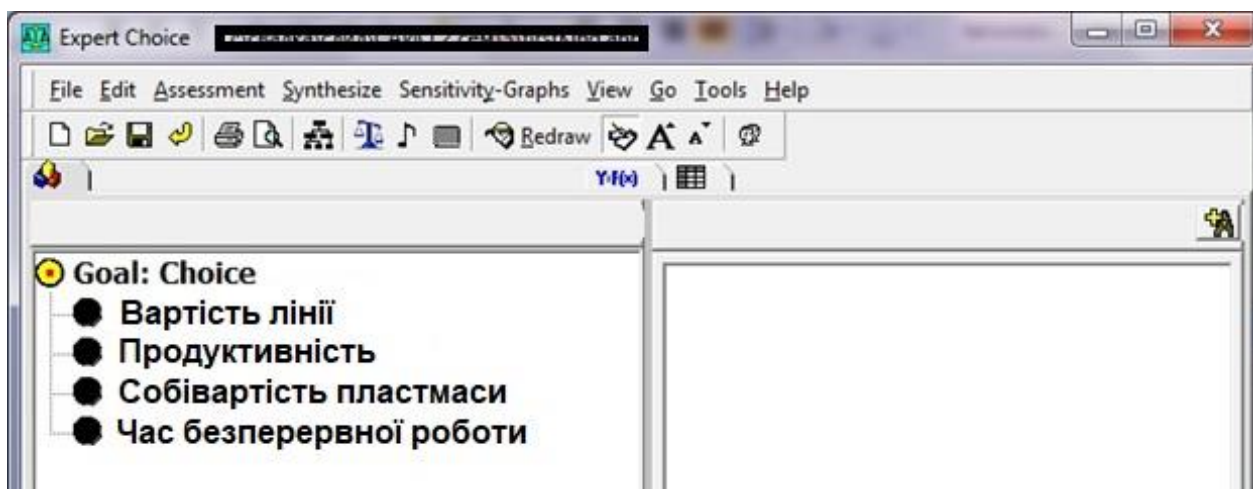 Expert Choice
File Edit Assessment Synthesize Sensitivity-Graphs View Go Tools Help
Redraw A A
Y=F(x)
A
Goal: Choice
Вартість лінії
Продуктивність
Собівартість пластмаси
Час безперервної роботи